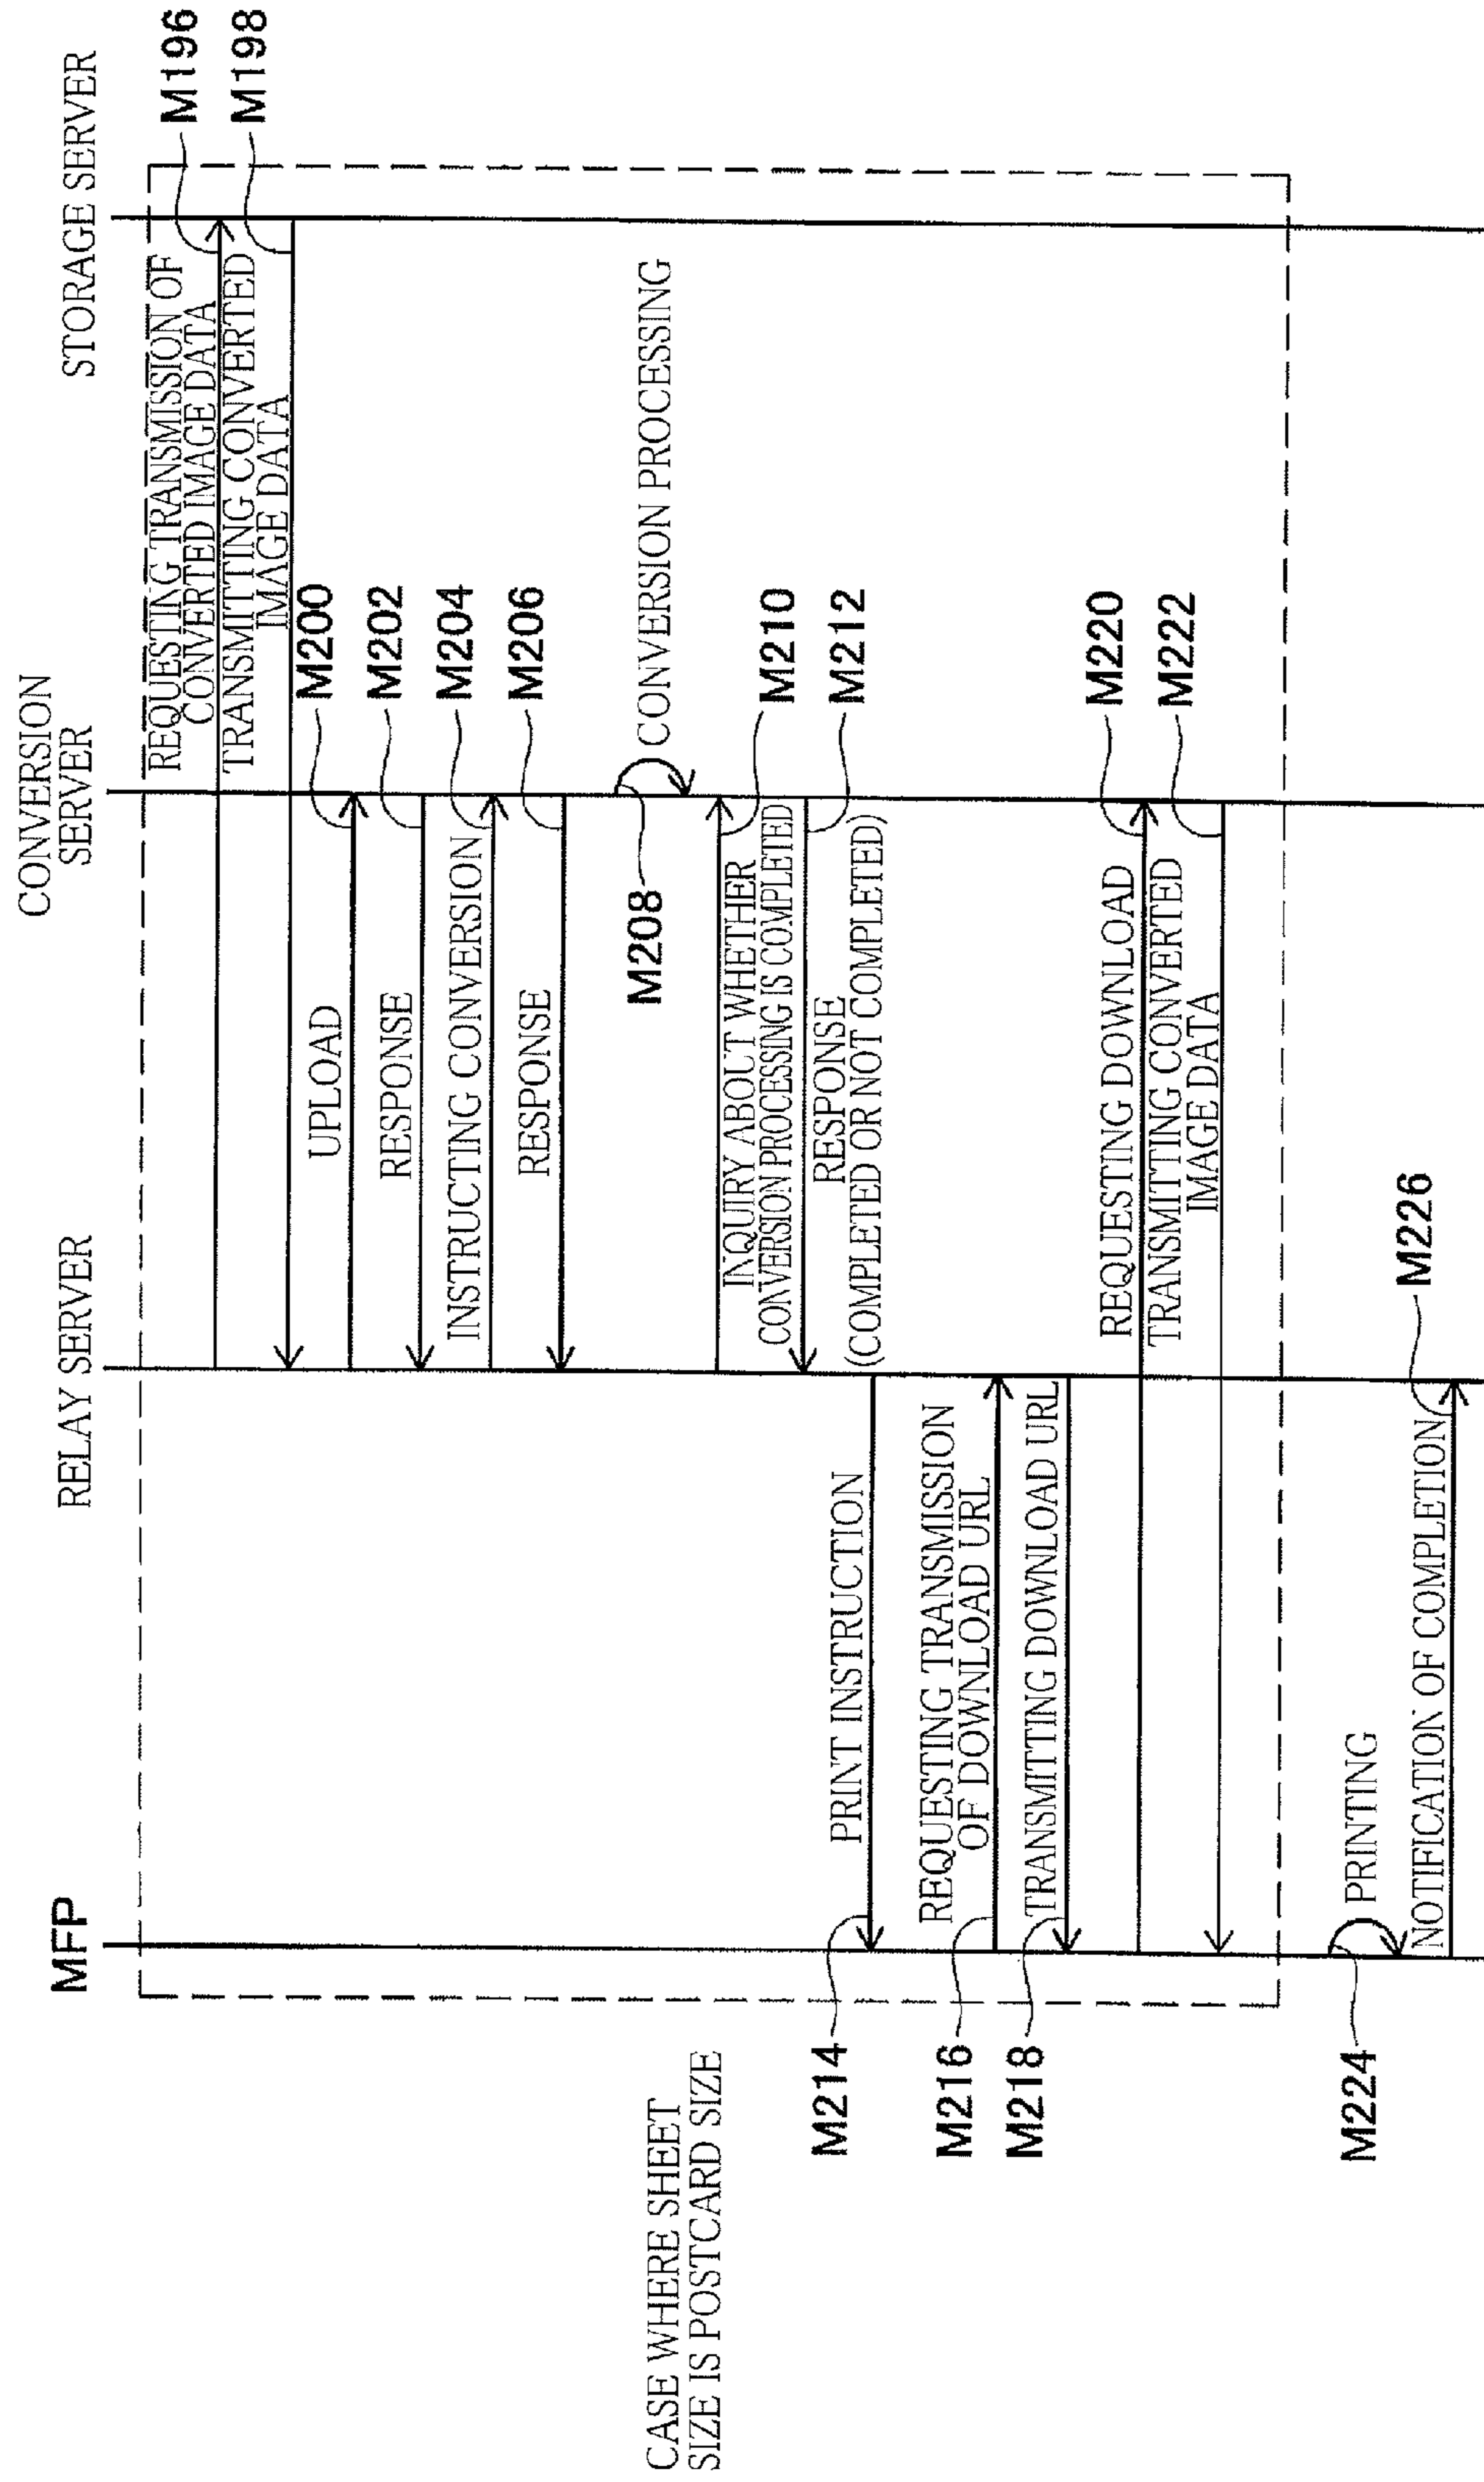 MFP
RELAY SERVER
CONVERSION
SERVER
STORAGE SERVER
CASE WHERE SHEET
SIZE IS POSTCARD SIZE
REQUESTING TRANSMISSION OF
CONVERTED IMAGE DATA
M196
TRANSMITTING CONVERTED
IMAGE DATA
M198
UPLOAD
M200
RESPONSE
M202
INSTRUCTING CONVERSION
M204
RESPONSE
M206
M208
CONVERSION PROCESSING
INQUIRY ABOUT WHETHER
CONVERSION PROCESSING IS COMPLETED
M210
RESPONSE
(COMPLETED OR NOT COMPLETED)
M212
M214
PRINT INSTRUCTION
M216
REQUESTING TRANSMISSION
OF DOWNLOAD URL
M218
TRANSMITTING DOWNLOAD URL
REQUESTING DOWNLOAD
M220
TRANSMITTING CONVERTED
IMAGE DATA
M222
M224
PRINTING
NOTIFICATION OF COMPLETION
M226